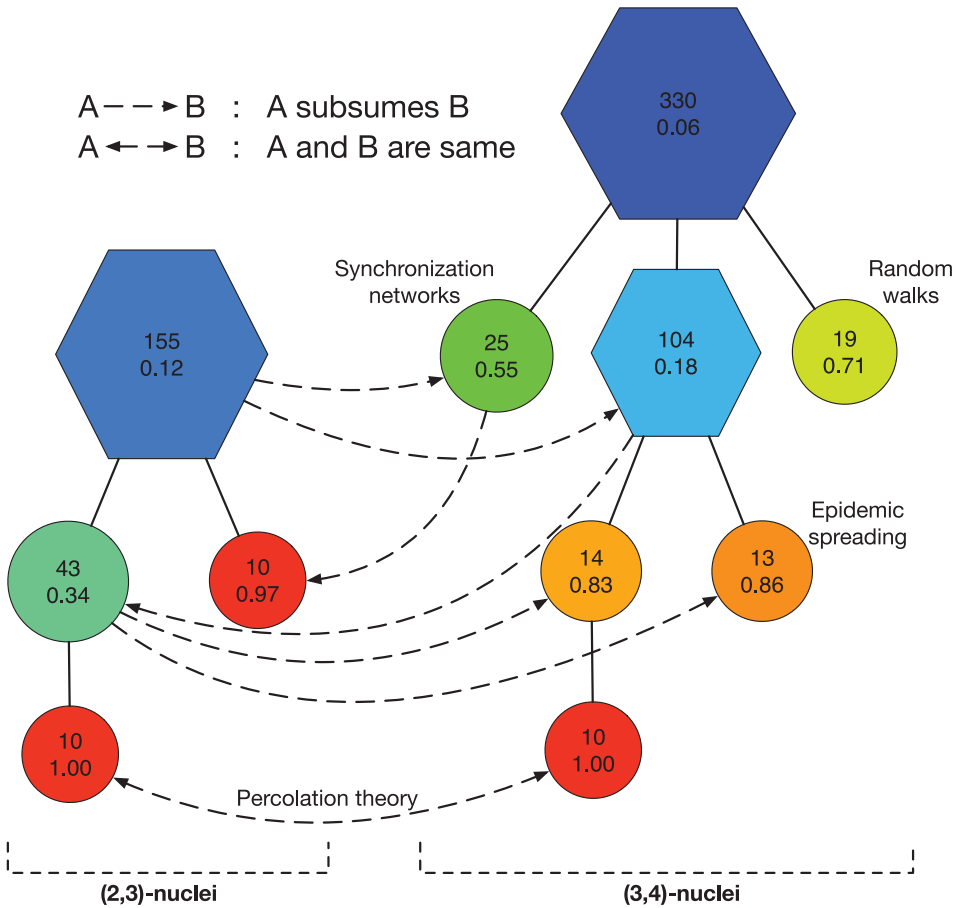 A B : A subsumes B
A B : A and B are same
330
0.06
Synchronization
networks
Random
walks
155
0.12
25
0.55
104
0.18
19
0.71
43
0.34
10
0.97
14
0.83
13
0.86
Epidemic
spreading
10
1.00
10
1.00
Percolation theory
(2,3)-nuclei
(3,4)-nuclei